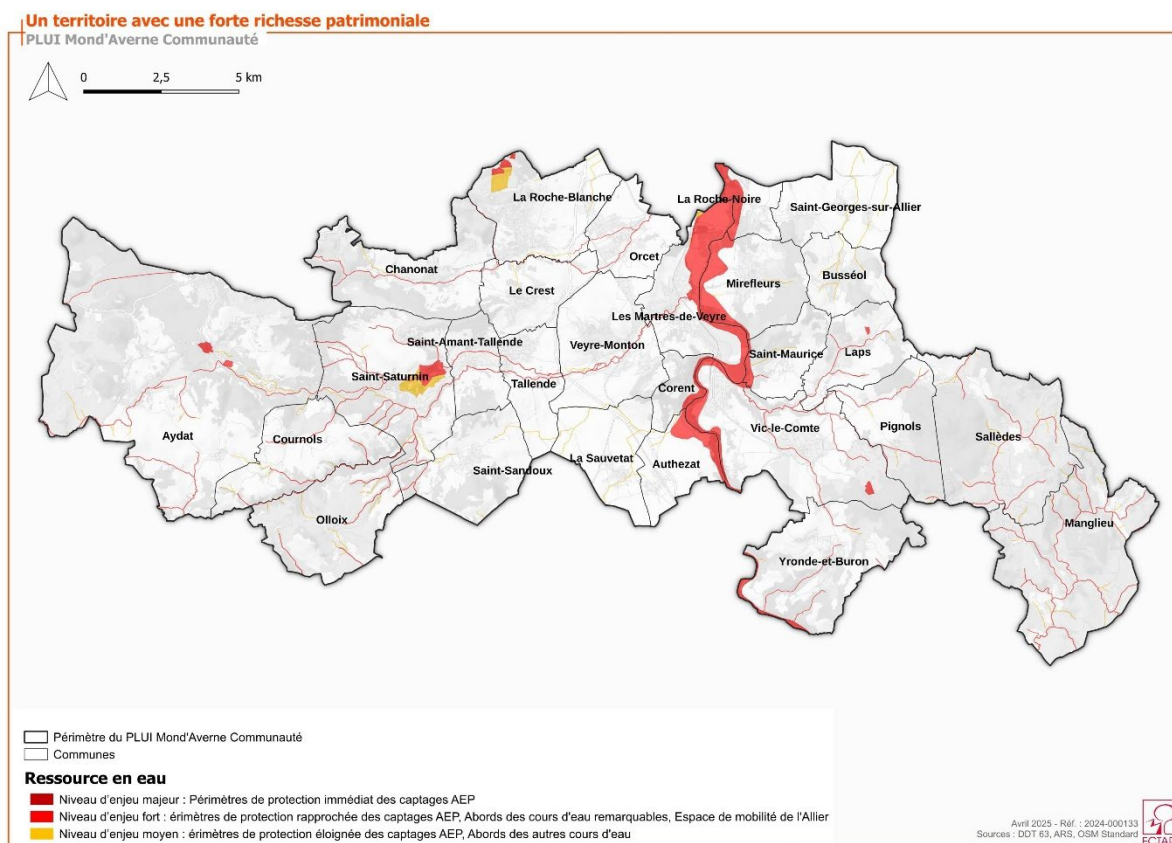 Un territoire avec une forte richesse patrimoniale
PLUI Mond'Averne Communauté
0 2,5 5 km
La Roche-Blanche
La Roche-Noire
Saint-Georges-sur-Allier
Chanonat
Orcet
Busséol
Mirefleurs
Le Crest
Les Martres-de-Veyre
Saint-Amant-Tallende
Veyre-Monton
Saint-Maurice
Laps
Saint-Saturnin
Tallende
Corent
Aydat
Cournols
Vic-le-Comte
Pignols
Sallèdes
La Sauvetat
Authezat
Saint-Sandoux
Olloix
Manglieu
Yronde-et-Buron
Périmètre du PLUI Mond'Averne Communauté
Communes
Ressource en eau
Niveau d'enjeu majeur : Périmètres de protection immédiat des captages AEP
Niveau d'enjeu fort : érimètres de protection rapprochée des captages AEP, Abords des cours d'eau remarquables, Espace de mobilité de l'Allier
Niveau d'enjeu moyen : érimètres de protection éloignée des captages AEP, Abords des autres cours d'eau
Avril 2025 - Réf. : 2024-000133
Sources : DDT 63, ARS, OSM Standard